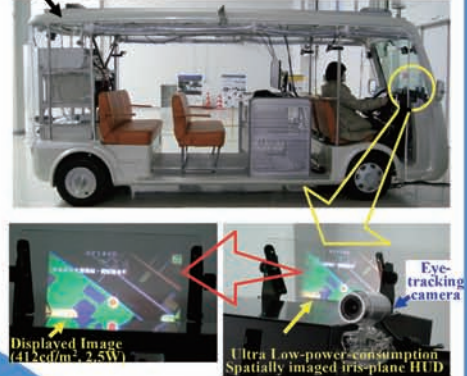 Eye-
tracking
camera
Displayed Image
(412cd/m², 2.5W)
Ultra Low-power-consumption
Spatially imaged iris-plane HUD